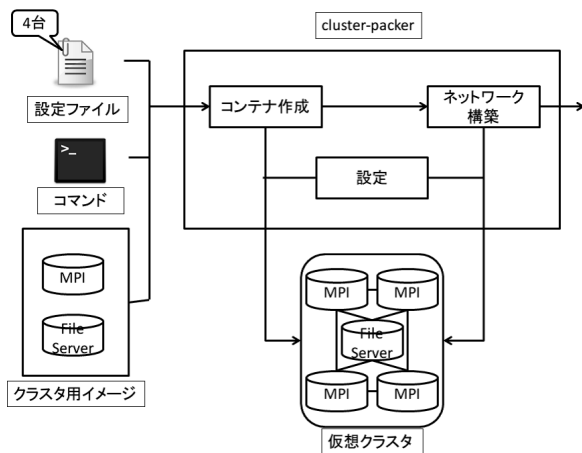 4台
設定ファイル
>_
コマンド
MPI
File
Server
クラスタ用イメージ
cluster-packer
コンテナ作成
ネットワーク
構築
設定
MPI
MPI
File
Server
MPI
MPI
仮想クラスタ